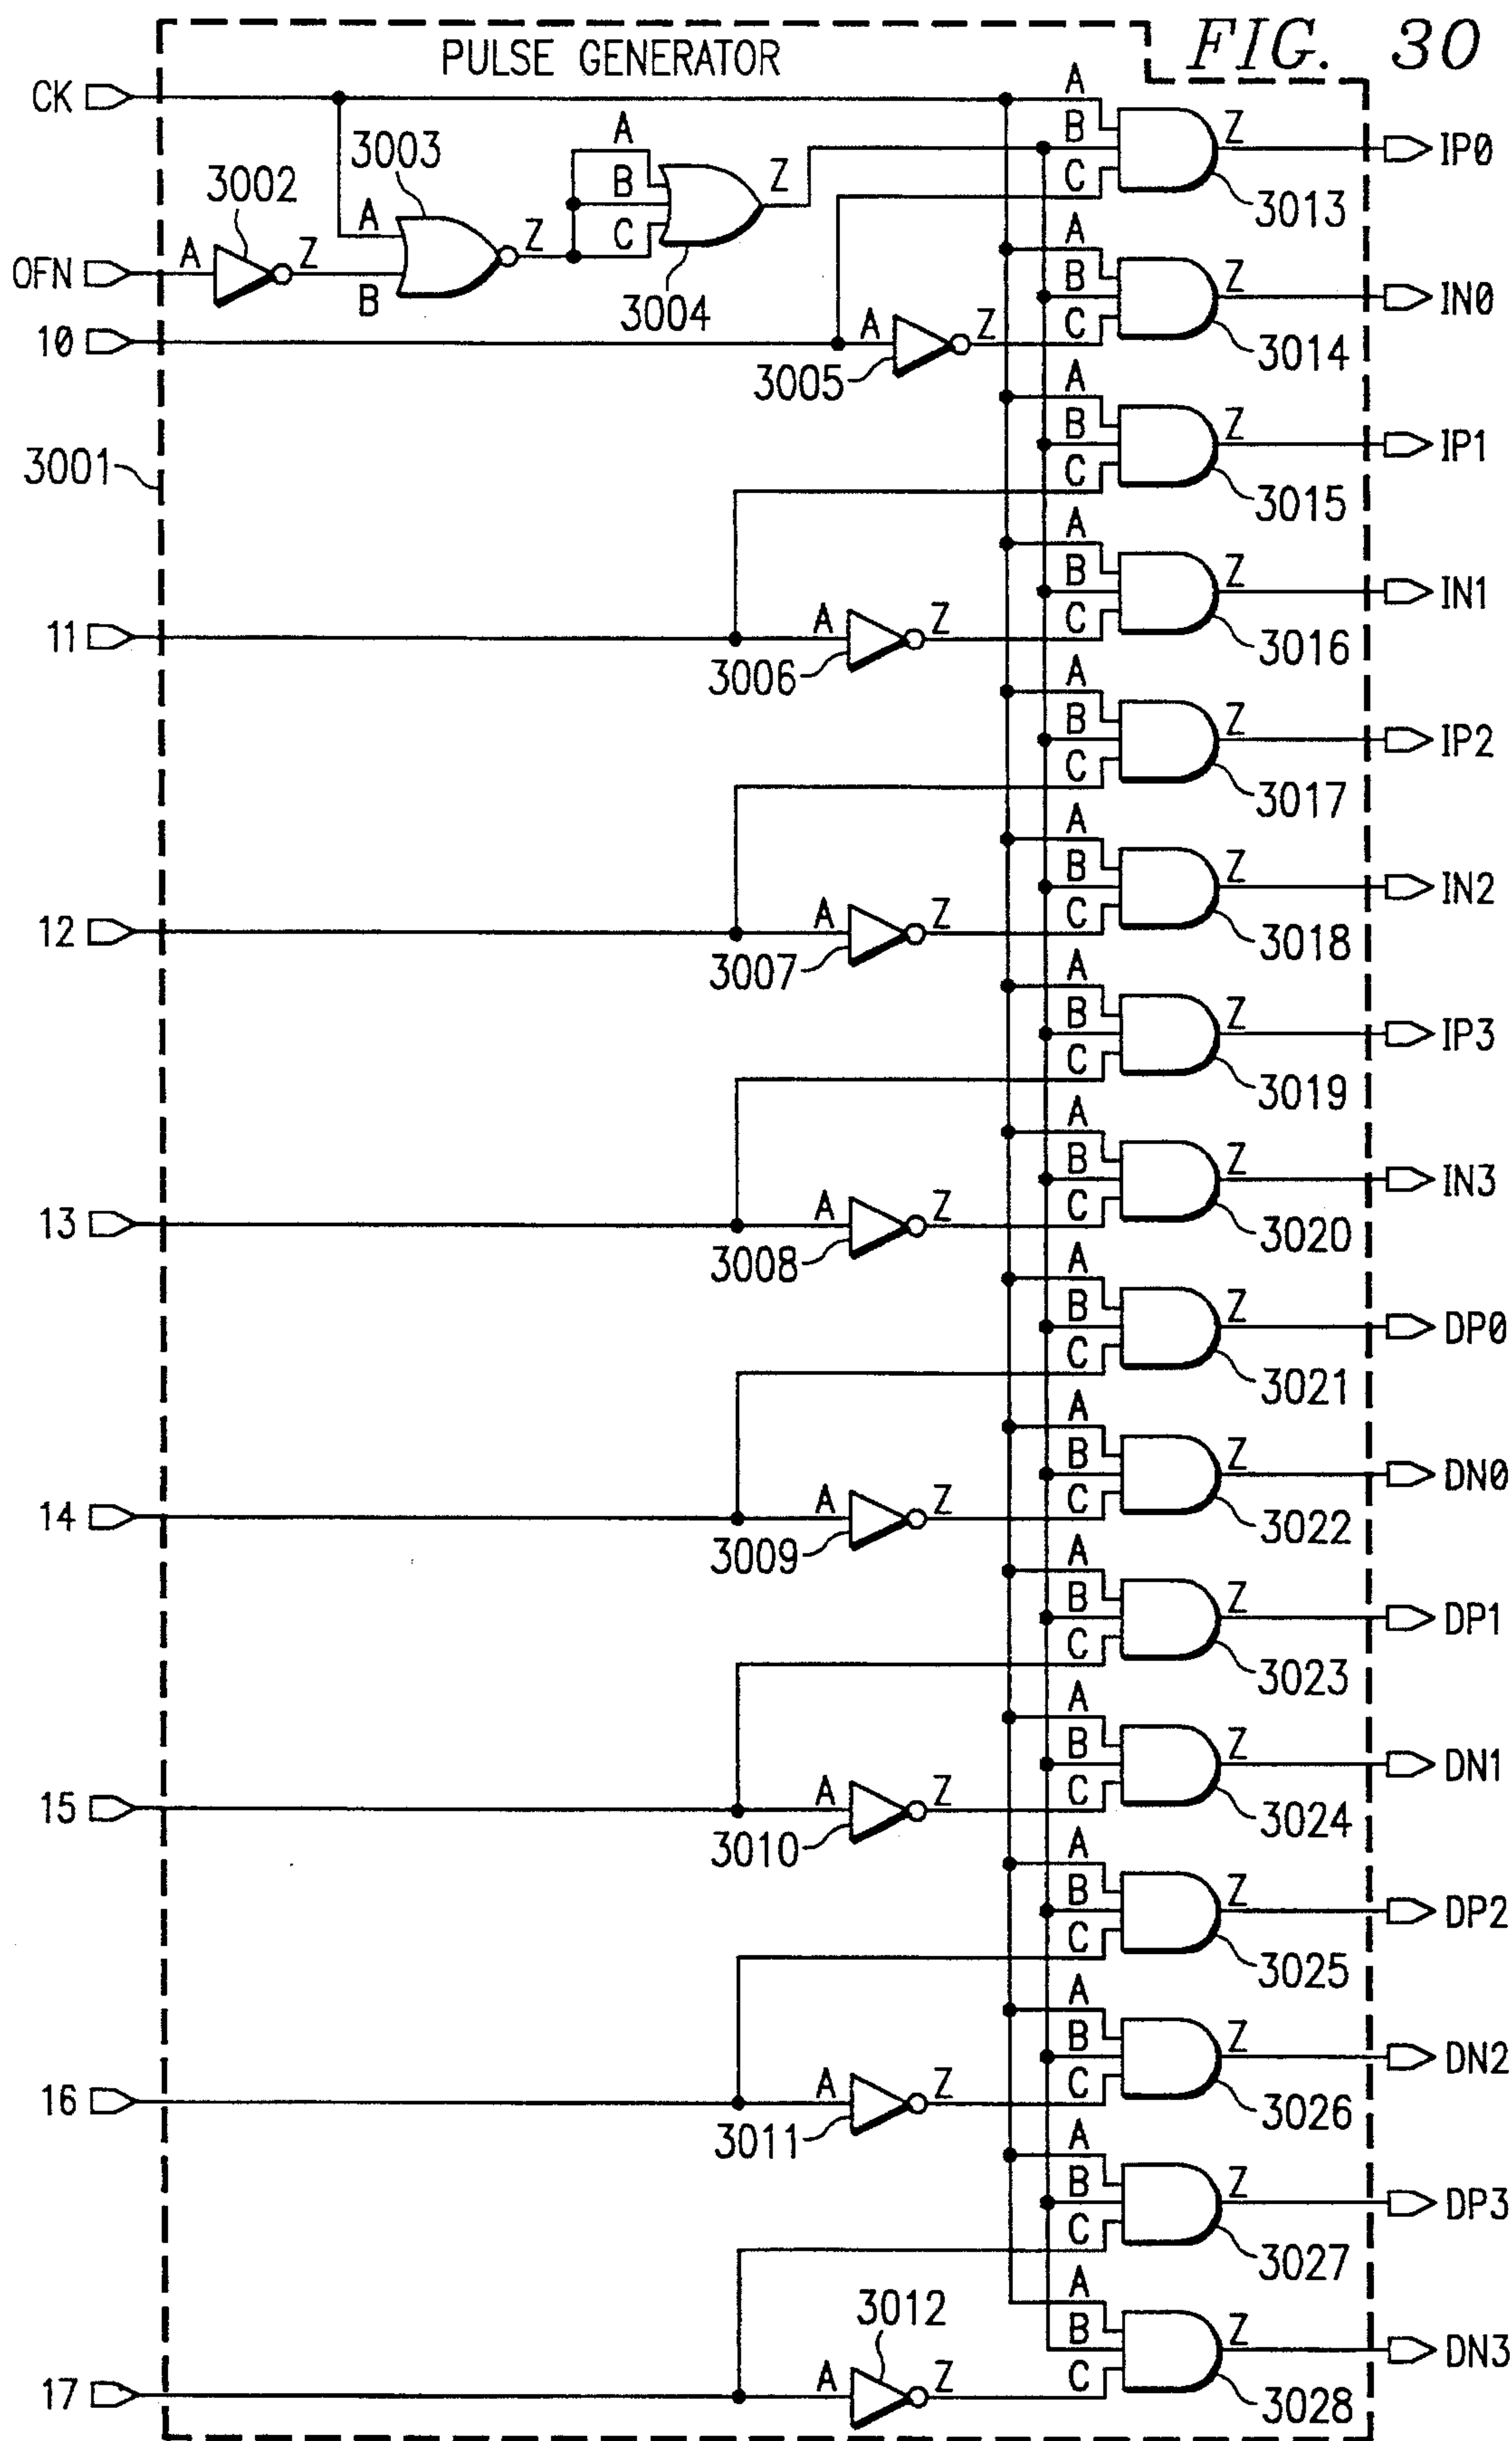 FIG. 30
PULSE GENERATOR
CK
A
B
C
Z
IP0
3013
3003
A
3002
A
B
C
Z
3004
OFN
A
Z
B
Z
A
B
C
Z
IN0
3014
10
A
Z
3005
3001
A
B
C
Z
IP1
3015
11
A
Z
3006
A
B
C
Z
IN1
3016
A
B
C
Z
IP2
3017
12
A
Z
3007
A
B
C
Z
IN2
3018
A
B
C
Z
IP3
3019
13
A
Z
3008
A
B
C
Z
IN3
3020
A
B
C
Z
DP0
3021
14
A
Z
3009
A
B
C
Z
DN0
3022
A
B
C
Z
DP1
3023
15
A
Z
3010
A
B
C
Z
DN1
3024
A
B
C
Z
DP2
3025
16
A
Z
3011
A
B
C
Z
DN2
3026
A
B
C
Z
DP3
3027
17
A
Z
3012
A
B
C
Z
DN3
3028